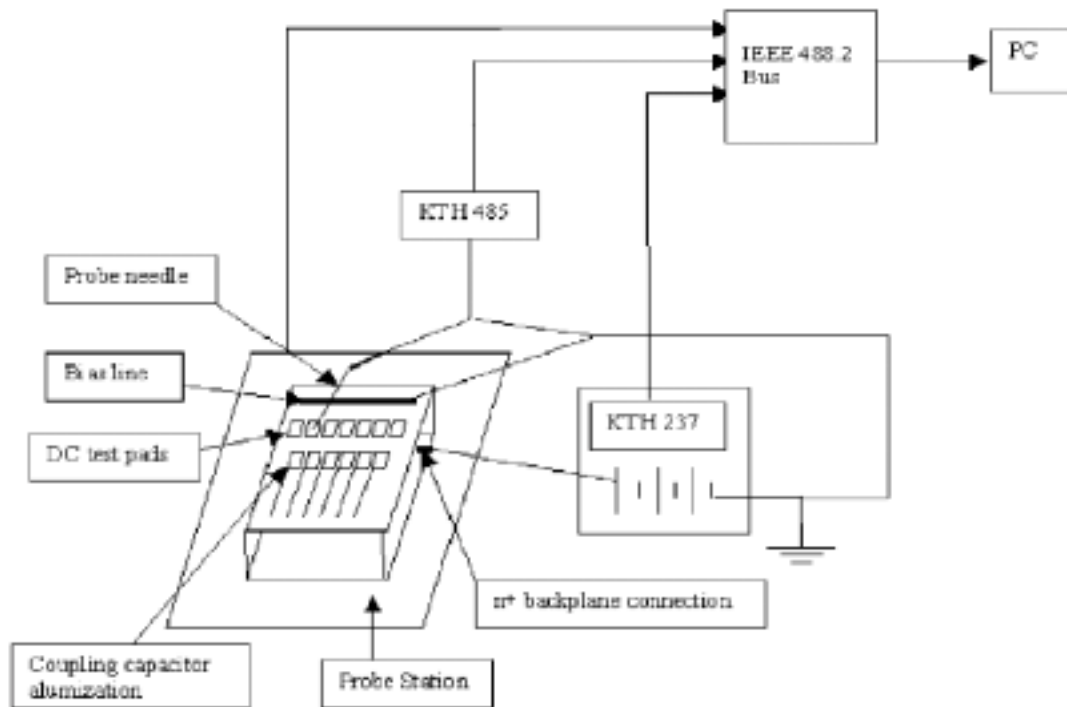 IEEE 488.2
Bus
PC
KTH 485
Probe needle
Bias line
KTH 237
DC test pads
n+ backplane connection
Coupling capacitor
alumization
Probe Station